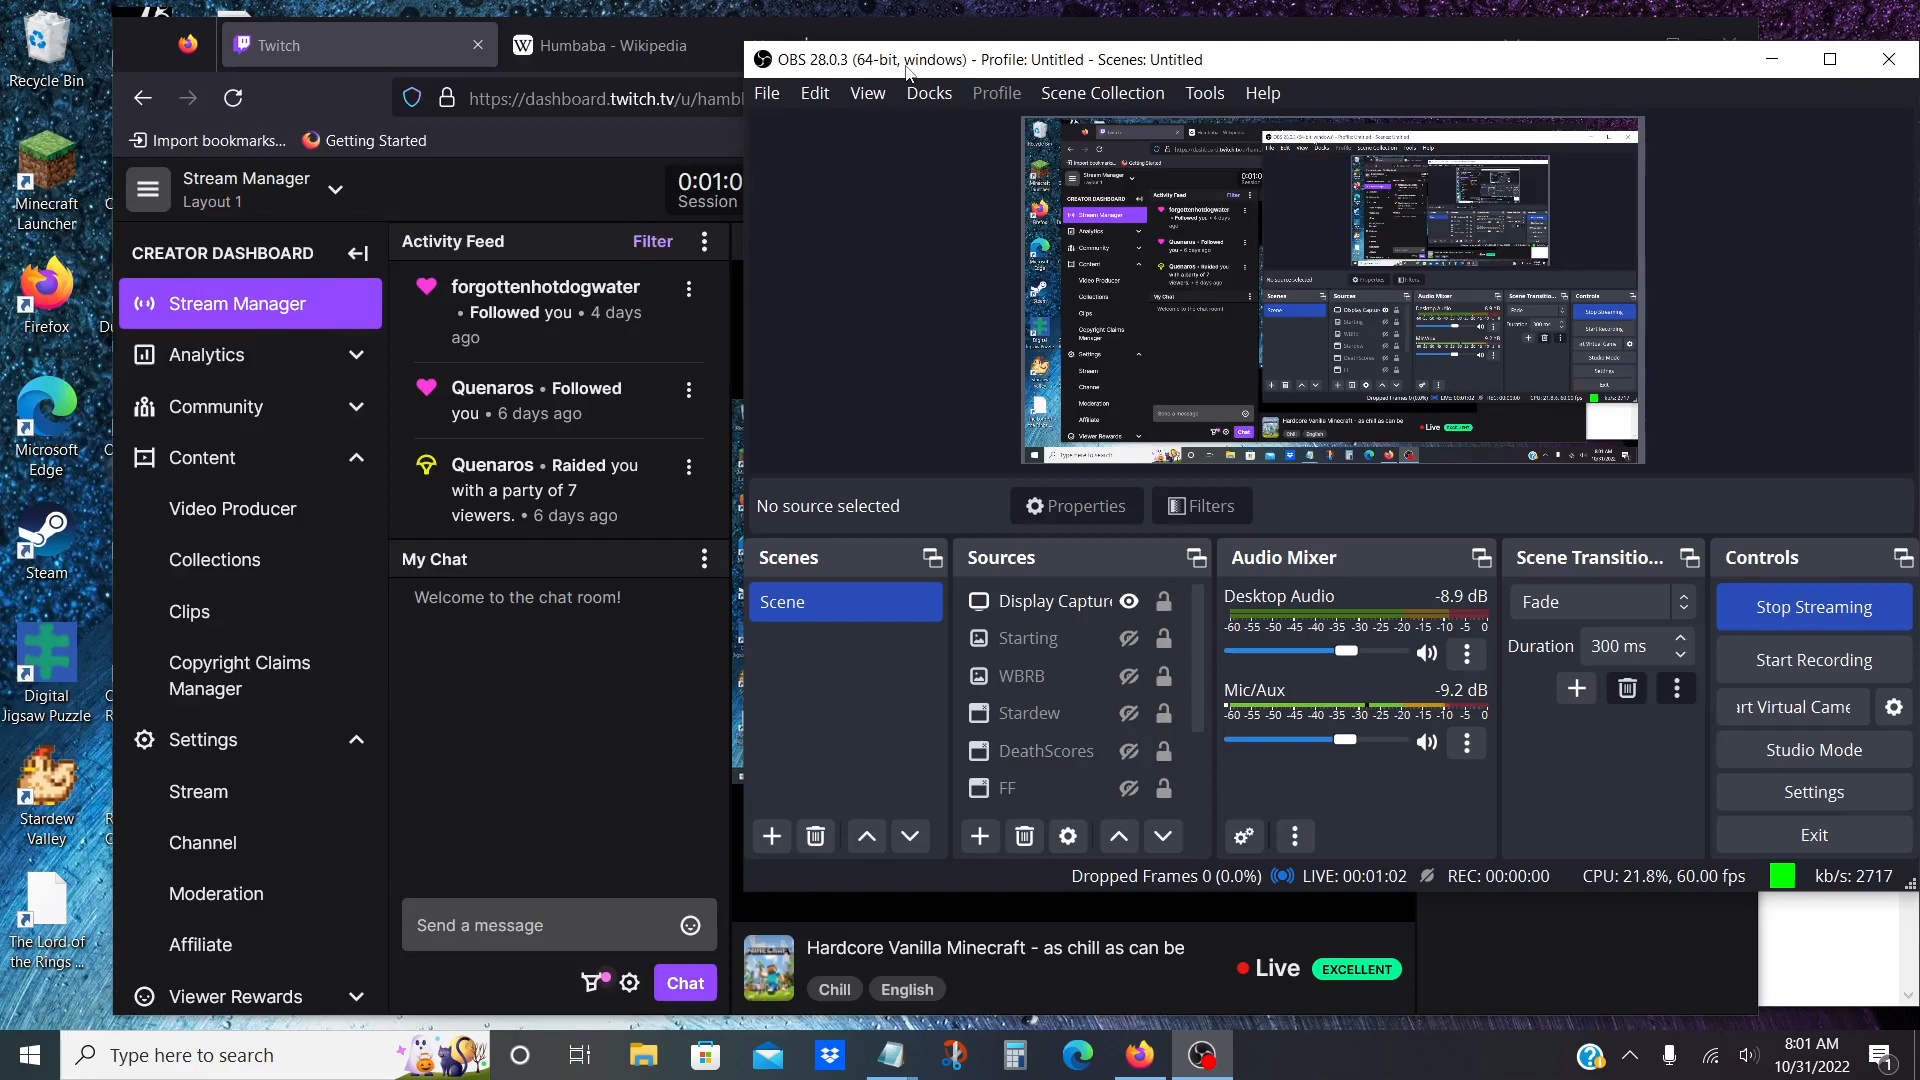 Recycle Bin
Minecraft
Launcher
Firefox
Microsoft
Edge
Steam
Digital
Jigsaw Puzzle
Stardew
Valley
The Lord of
the Rings ...
Twitch
Humbaba - Wikipedia
https://dashboard.twitch.tv/u/hambl
Import bookmarks...
Getting Started
Stream Manager
Layout 1
0:01:0
Session
CREATOR DASHBOARD
Stream Manager
Analytics
Community
Content
Video Producer
Collections
Clips
Copyright Claims
Manager
Settings
Stream
Channel
Moderation
Affiliate
Viewer Rewards
Activity Feed
Filter
forgottenhotdogwater
• Followed you • 4 days
ago
Quenaros • Followed
you • 6 days ago
Quenaros • Raided you
with a party of 7
viewers. • 6 days ago
My Chat
Welcome to the chat room!
Send a message
Chat
OBS 28.0.3 (64-bit, windows) - Profile: Untitled - Scenes: Untitled
File Edit View Docks Profile Scene Collection Tools Help
No source selected
Properties
Filters
Scenes
Scene
Sources
Display Capture
Starting
WBRB
Stardew
DeathScores
FF
Audio Mixer
Desktop Audio -8.9 dB
-60 -55 -50 -45 -40 -35 -30 -25 -20 -15 -10 -5 0
Mic/Aux -9.2 dB
-60 -55 -50 -45 -40 -35 -30 -25 -20 -15 -10 -5 0
Scene Transitio...
Fade
Duration 300 ms
Controls
Stop Streaming
Start Recording
art Virtual Came
Studio Mode
Settings
Exit
Dropped Frames 0 (0.0%) LIVE: 00:01:02 REC: 00:00:00 CPU: 21.8%, 60.00 fps kb/s: 2717
Hardcore Vanilla Minecraft - as chill as can be
Chill
English
Live
EXCELLENT
Type here to search
8:01 AM
10/31/2022
1